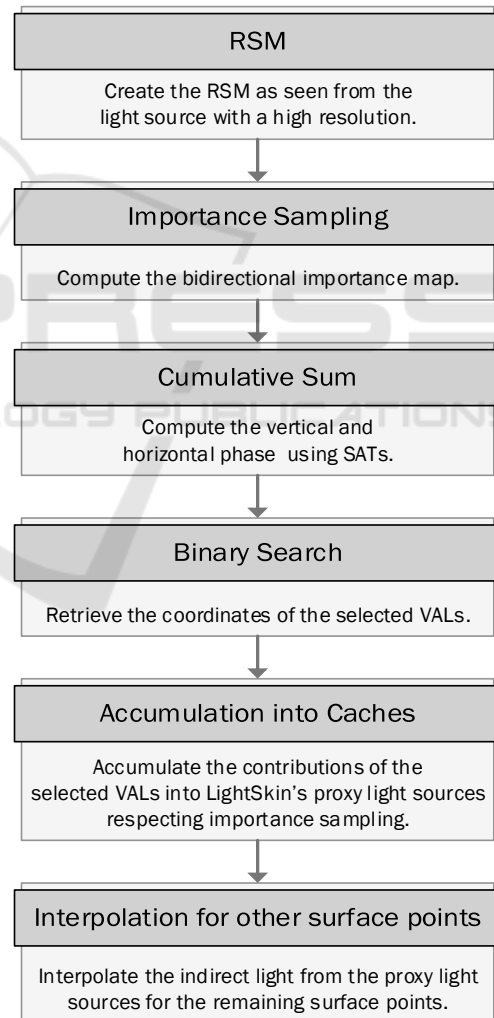 RSM
Create the RSM as seen from the
light source with a high resolution.
Importance Sampling
Compute the bidirectional importance map.
Cumulative Sum
Compute the vertical and
horizontal phase using SATs.
Binary Search
Retrieve the coordinates of the selected VALs.
Accumulation into Caches
Accumulate the contributions of the
selected VALs into LightSkin's proxy light sources
respecting importance sampling.
Interpolation for other surface points
Interpolate the indirect light from the proxy light
sources for the remaining surface points.
PRESS
LOGY PUBLICATIONS